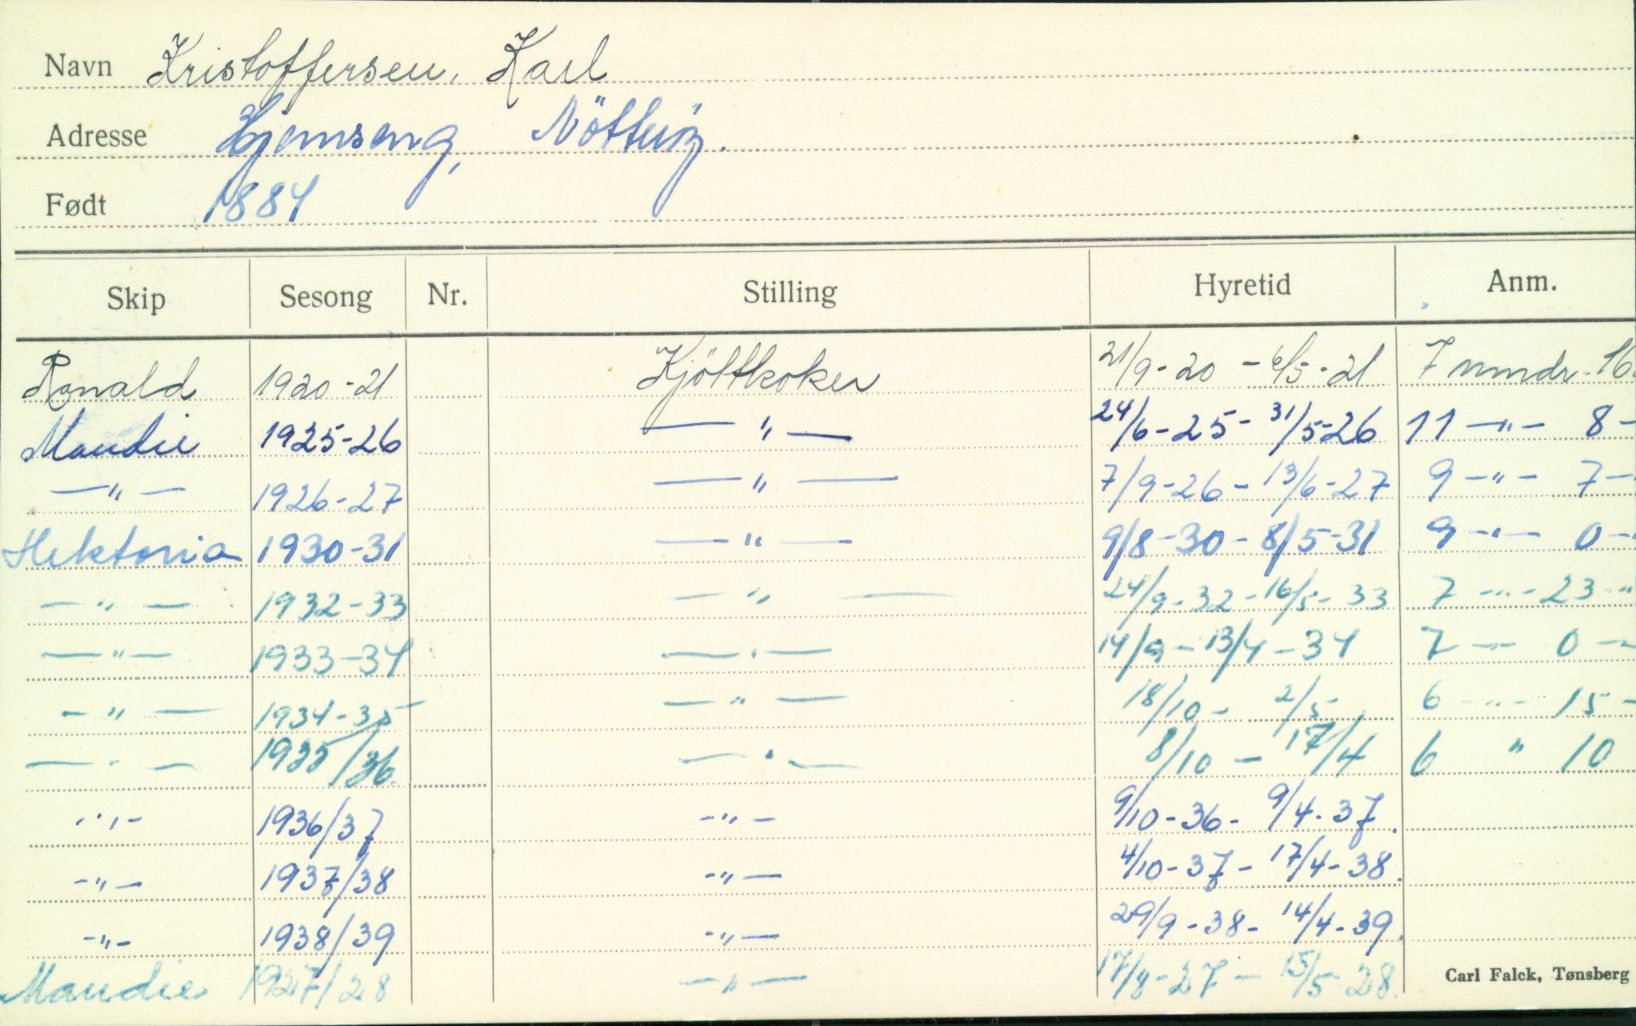 Navn Kristoffersen, Karl
Adresse Hjemseng, Nötteröy.
Født 1884
Skip Sesong Nr. Stilling Hyretid Anm.
Ronald 1920-21 Kjöttkoker 21/9-20 - 6/5-21 7 mndr. 16
Maudie 1925-26 — " — 24/6-25 - 31/5-26 11 - " - 8 -
— " — 1926-27 — " — 7/9-26 - 13/6-27 9 - " - 7 -
Hektoria 1930-31 — " — 9/8-30 - 8/5-31 9 - " - 0 -
— " — 1932-33 — " — 24/9-32 - 16/5-33 7 - " - 23 "
— " — 1933-34 — " — 14/9 - 13/4-34 7 - " - 0 -
— " — 1934-35 — " — 18/10 - 2/5 6 - " - 15 -
— " — 1935/36 — " — 8/10 - 17/4 6 " 10
- " - 1936/37 - " - 9/10-36 - 9/4-37.
- " - 1937/38 - " - 4/10-37 - 17/4-38.
- " - 1938/39 - " - 29/9-38 - 14/4-39.
Maudie 1927/28 — " — 17/8-27 - 15/5-28.
Carl Falck, Tønsberg